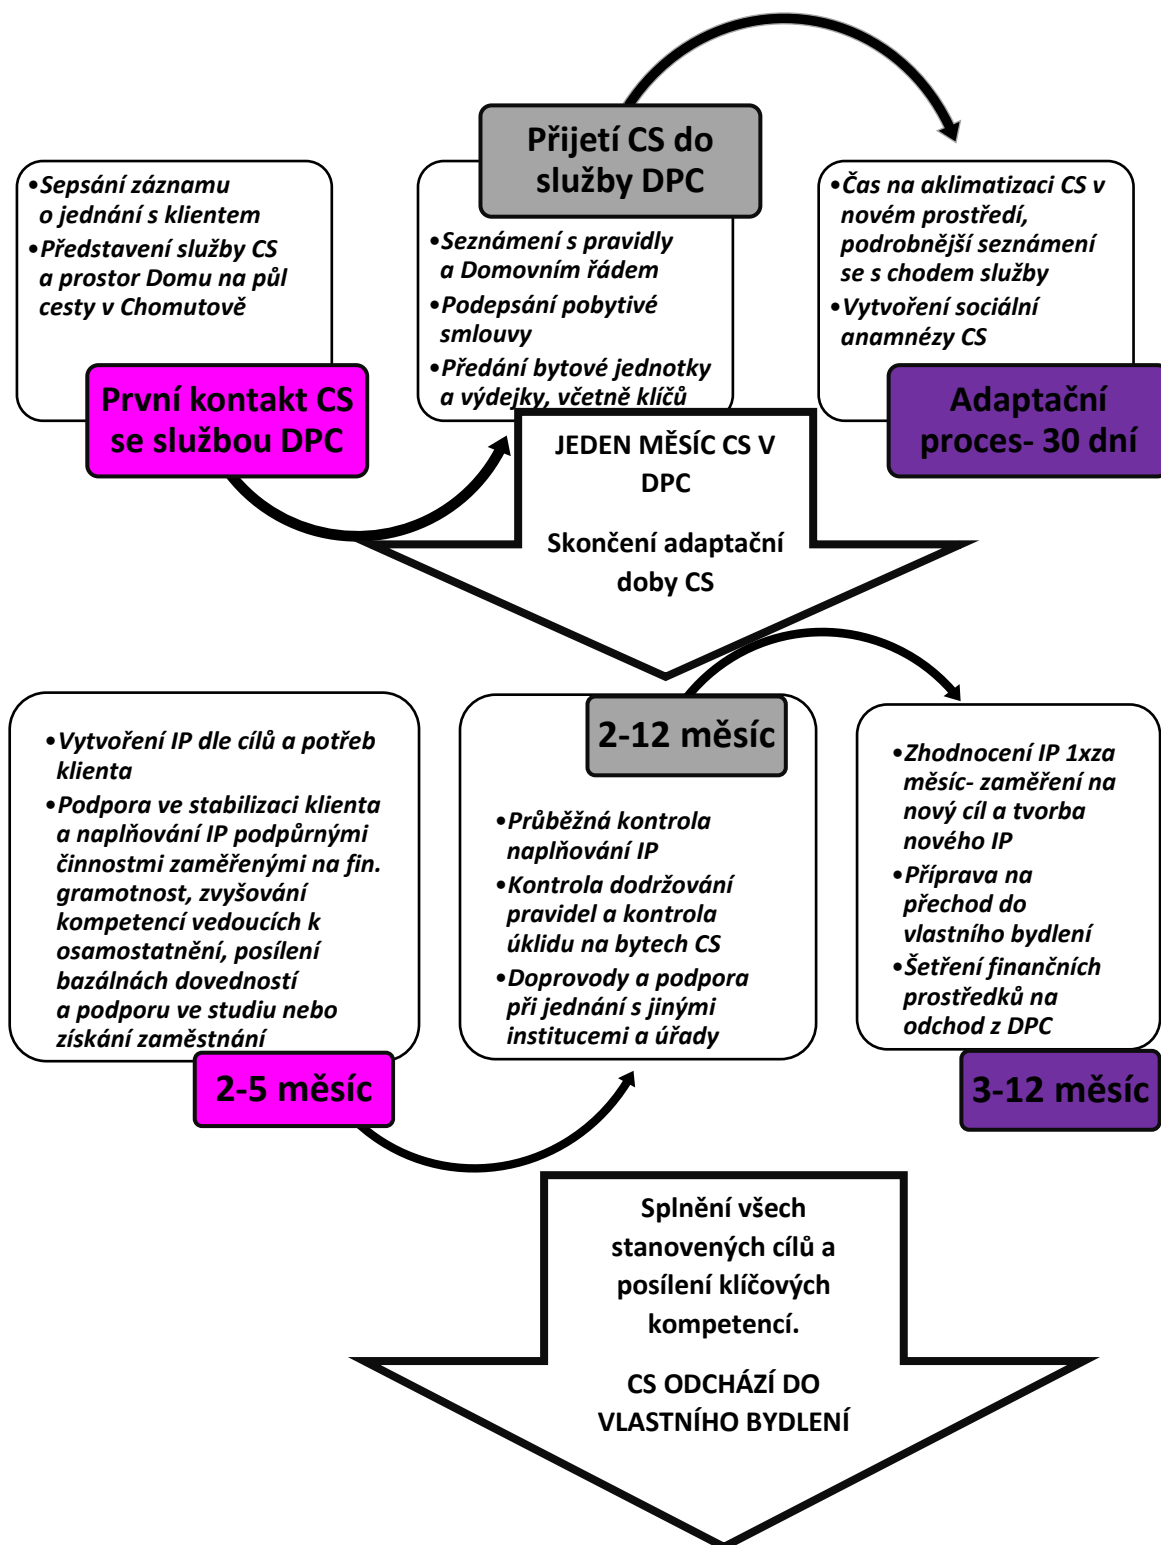 •Sepsání záznamu
o jednání s klientem
•Představení služby CS
a prostor Domu na půl
cesty v Chomutově
První kontakt CS
se službou DPC
Přijetí CS do
služby DPC
•Seznámení s pravidly
a Domovním řádem
•Podepsání pobytivé
smlouvy
•Předání bytové jednotky
a výdejky, včetně klíčů
•Čas na aklimatizaci CS v
novém prostředí,
podrobnější seznámení
se s chodem služby
•Vytvoření sociální
anamnézy CS
Adaptační
proces- 30 dní
JEDEN MĚSÍC CS V
DPC
Skončení adaptační
doby CS
•Vytvoření IP dle cílů a potřeb
klienta
•Podpora ve stabilizaci klienta
a naplňování IP podpůrnými
činnostmi zaměřenými na fin.
gramotnost, zvyšování
kompetencí vedoucích k
osamostatnění, posílení
bazálnách dovedností
a podporu ve studiu nebo
získání zaměstnání
2-5 měsíc
2-12 měsíc
•Průběžná kontrola
naplňování IP
•Kontrola dodržování
pravidel a kontrola
úklidu na bytech CS
•Doprovody a podpora
při jednání s jinými
institucemi a úřady
•Zhodnocení IP 1xza
měsíc- zaměření na
nový cíl a tvorba
nového IP
•Příprava na
přechod do
vlastního bydlení
•Šetření finančních
prostředků na
odchod z DPC
3-12 měsíc
Splnění všech
stanovených cílů a
posílení klíčových
kompetencí.
CS ODCHÁZÍ DO
VLASTNÍHO BYDLENÍ